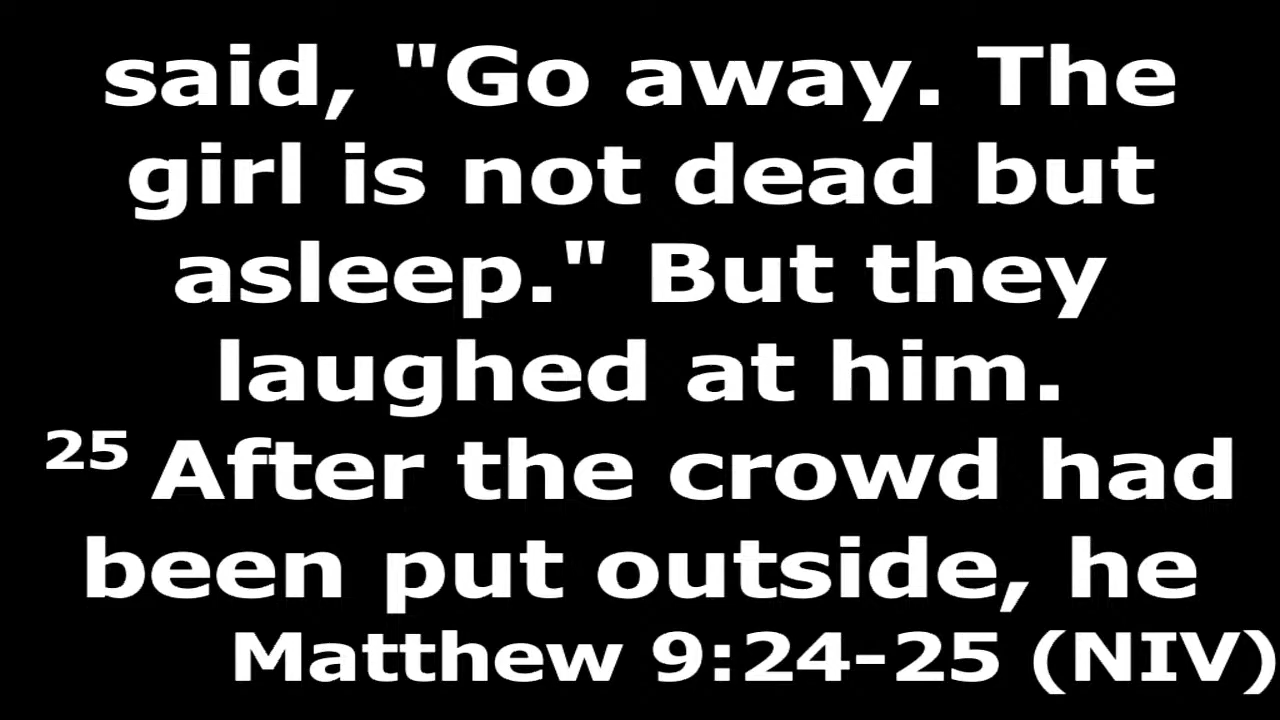 said, "Go away. The
girl is not dead but
asleep." But they
laughed at him.
25 After the crowd had
been put outside, he
Matthew 9:24-25 (NIV)